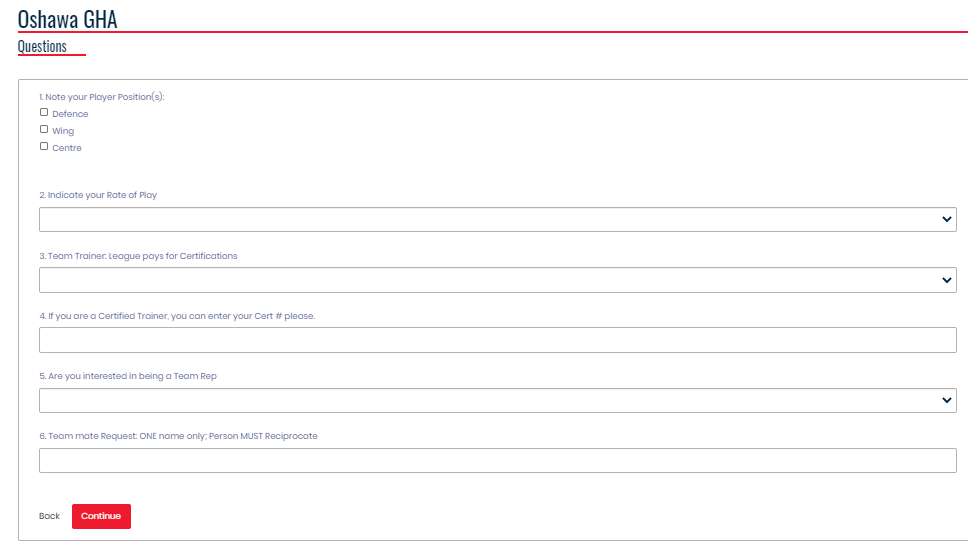 Oshawa GHA
Questions
1. Note your Player Position(s):
Defence
Wing
Centre
2. Indicate your Rate of Play
3. Team Trainer: League pays for Certifications
4. If you are a Certified Trainer, you can enter your Cert # please.
5. Are you interested in being a Team Rep
6. Team mate Request: ONE name only; Person MUST Reciprocate
Back Continue